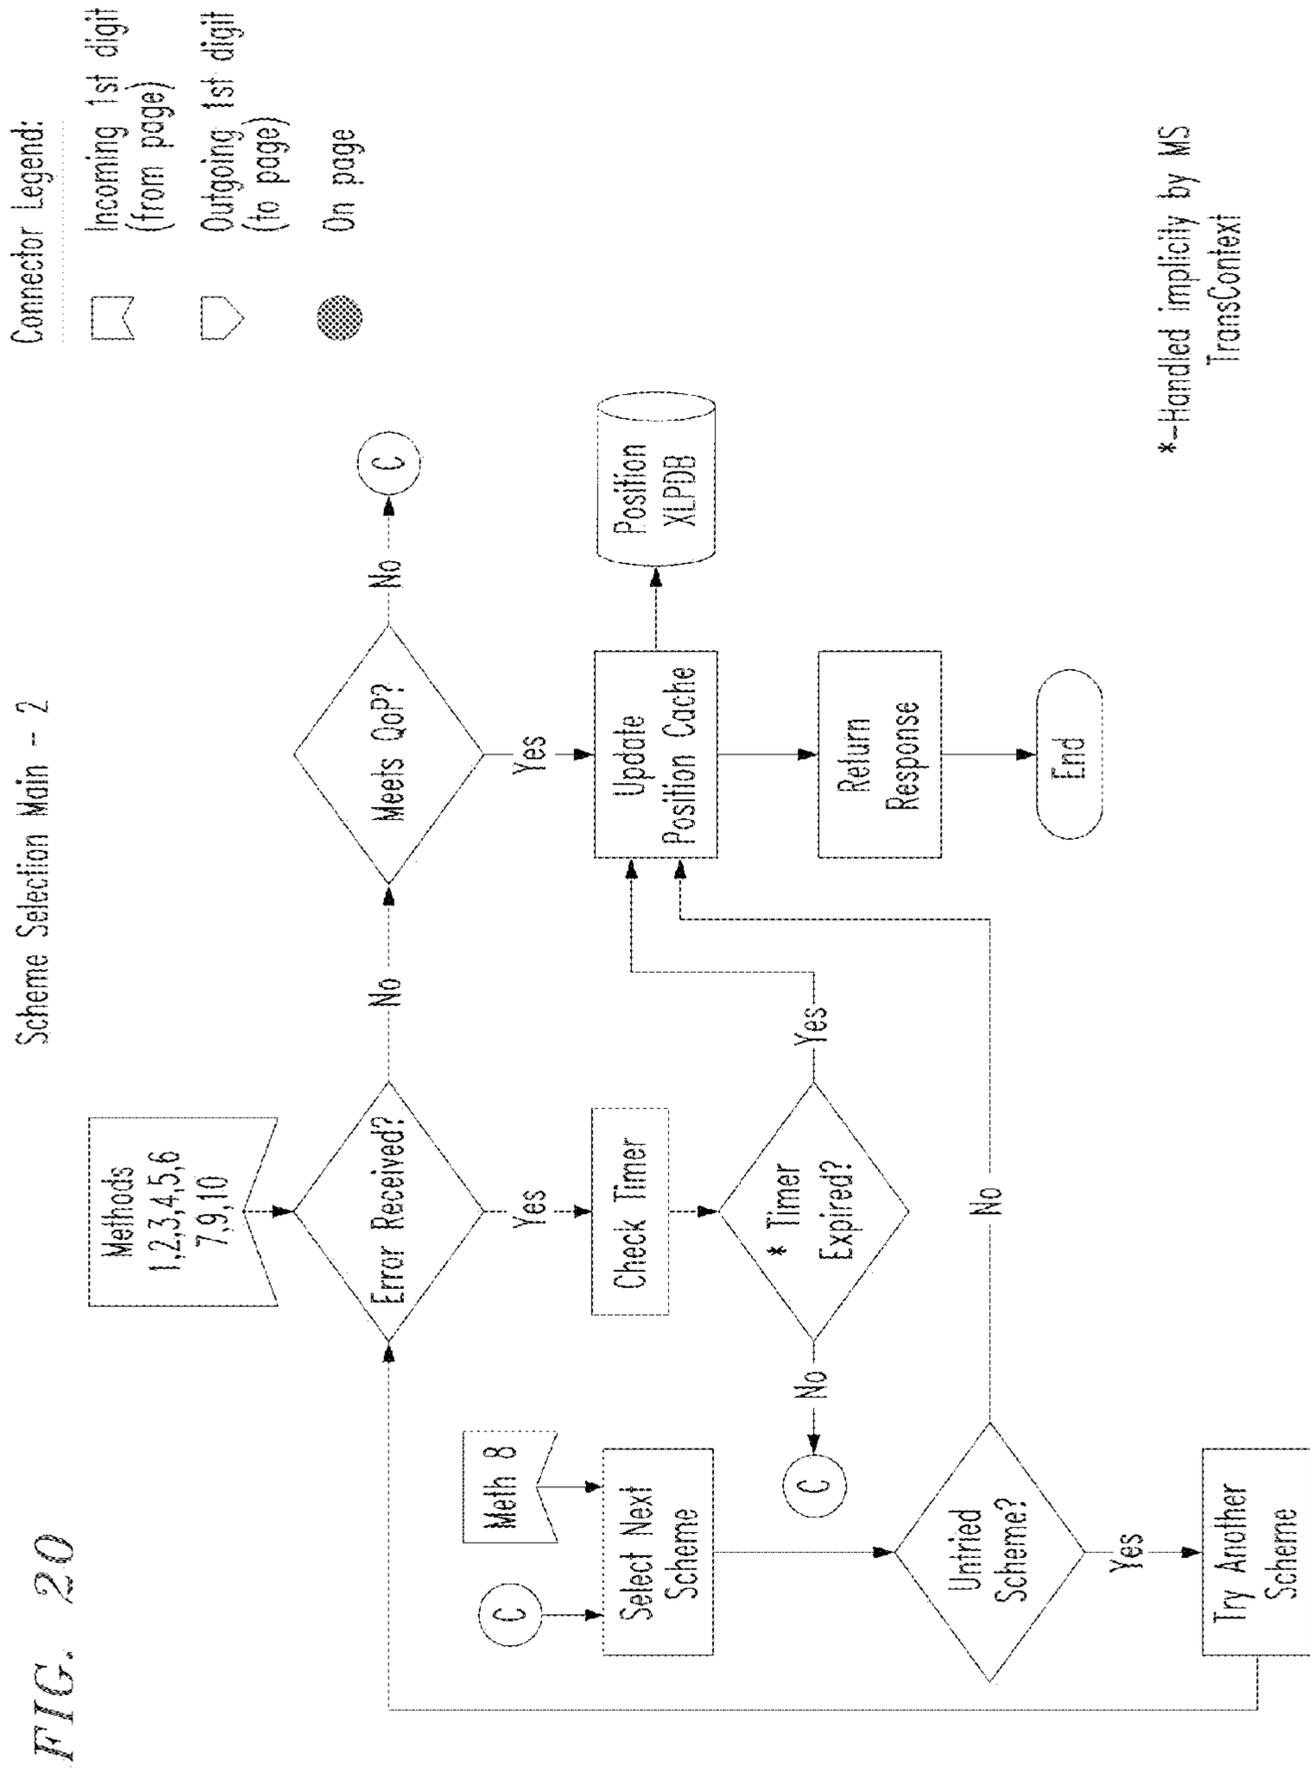 FIG. 20
Scheme Selection Main - 2
Connector Legend:
Incoming 1st digit
(from page)
Outgoing 1st digit
(to page)
On page
Methods
1,2,3,4,5,6
7,9,10
Error Received?
No
Meets QoP?
No
C
Yes
Yes
Meth 8
C
Select Next
Scheme
Check Timer
Update
Position Cache
Position
XLPDB
* Timer
Expired?
No
C
Yes
Return
Response
Untried
Scheme?
No
Yes
End
Try Another
Scheme
*-Handled implicity by MS
TransContext